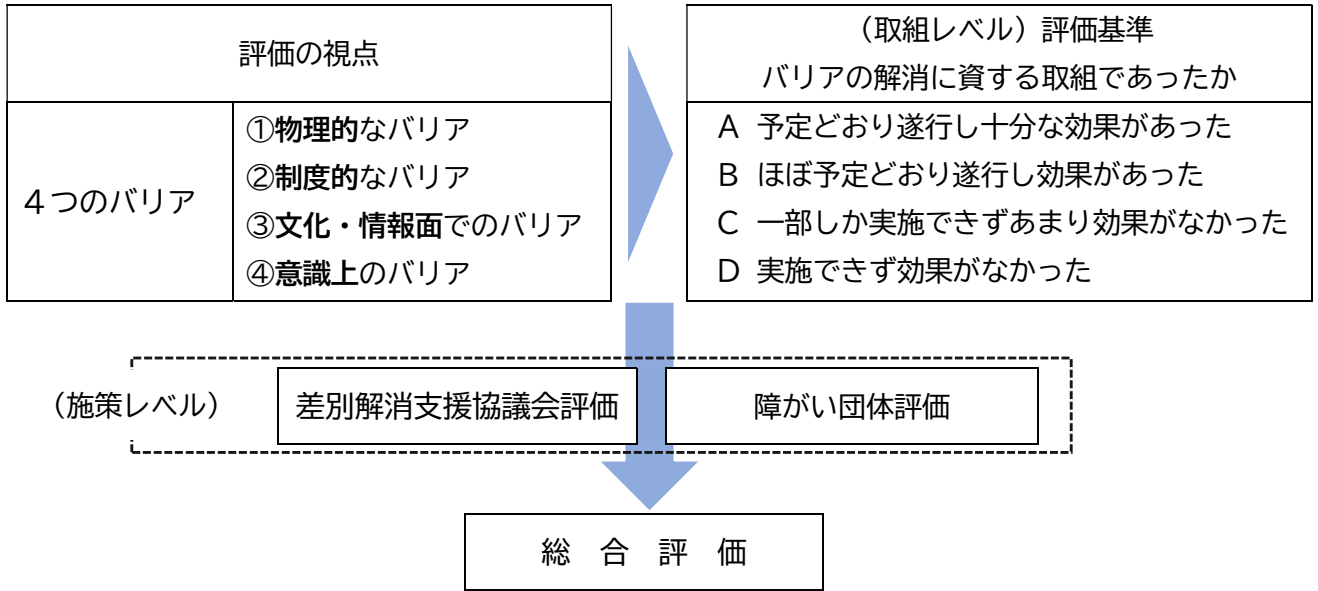 評価の視点
４つのバリア
①物理的なバリア
②制度的なバリア
③文化・情報面でのバリア
④意識上のバリア
（取組レベル）評価基準
バリアの解消に資する取組であったか
A 予定どおり遂行し十分な効果があった
B ほぼ予定どおり遂行し効果があった
C 一部しか実施できずあまり効果がなかった
D 実施できず効果がなかった
（施策レベル）
差別解消支援協議会評価
障がい団体評価
総 合 評 価